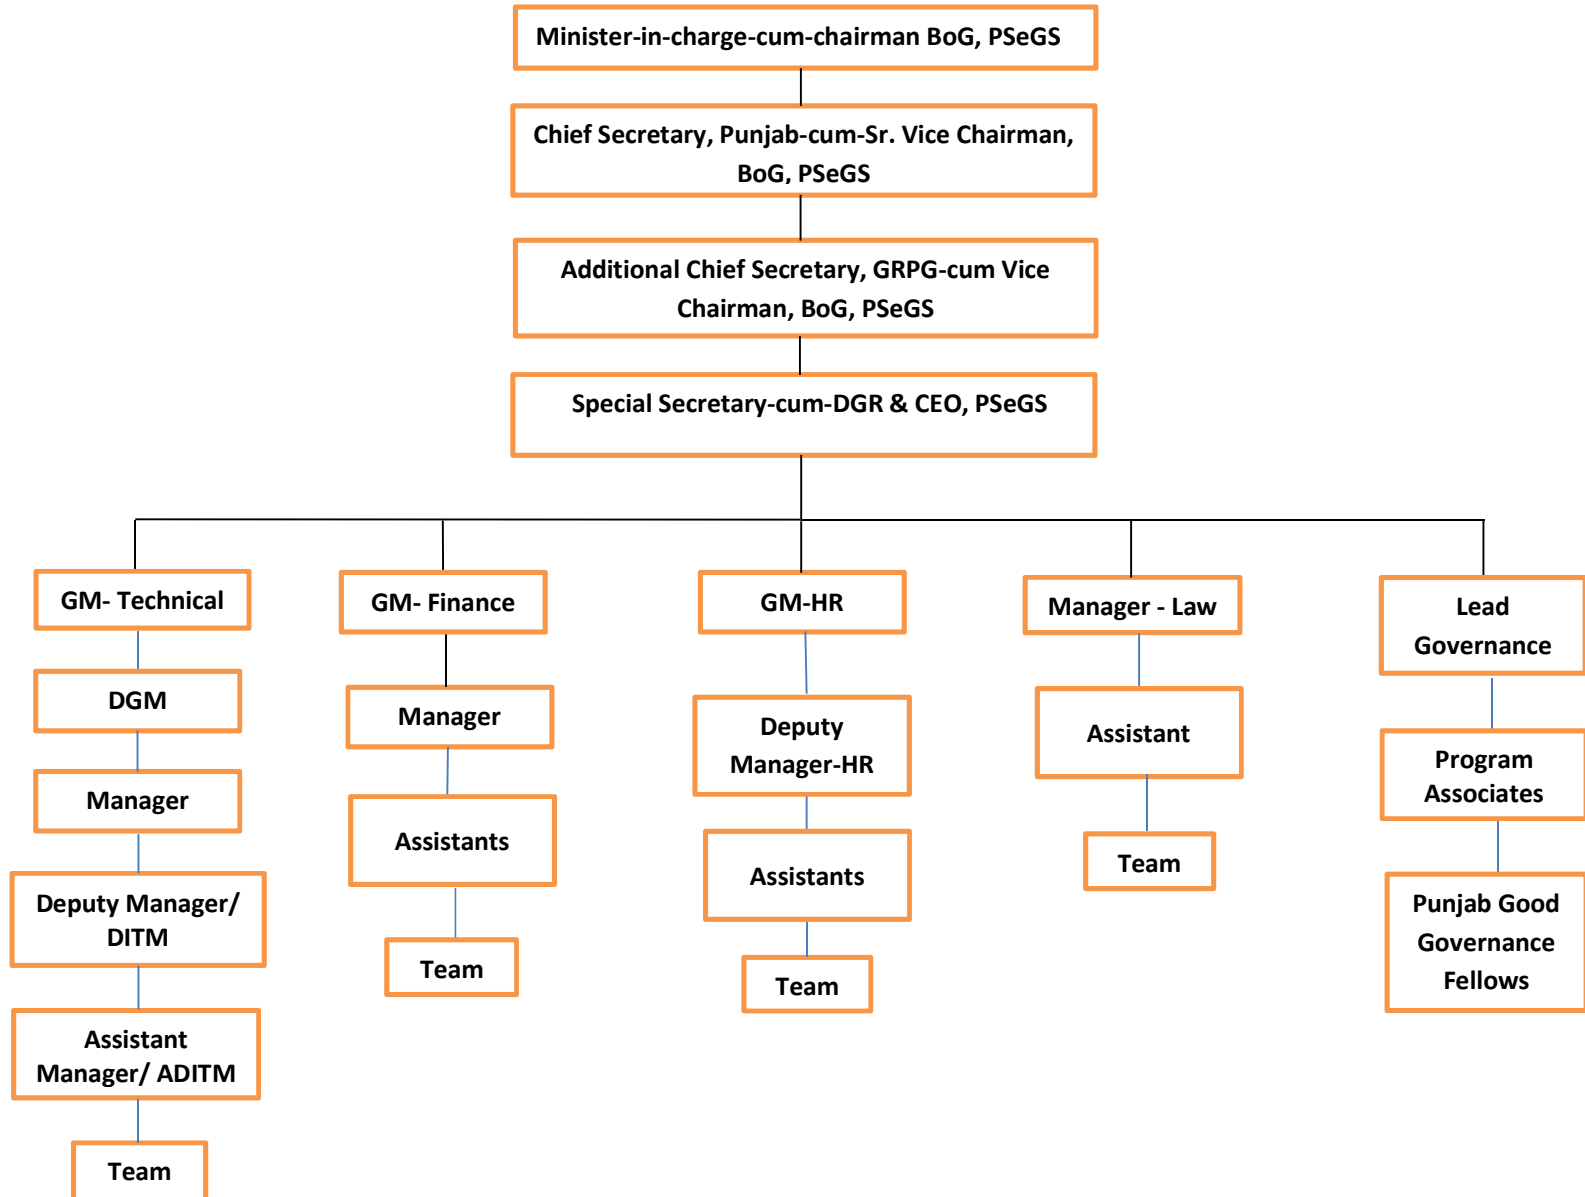 Minister-in-charge-cum-chairman BoG, PSeGS
Chief Secretary, Punjab-cum-Sr. Vice Chairman,
BoG, PSeGS
Additional Chief Secretary, GRPG-cum Vice
Chairman, BoG, PSeGS
Special Secretary-cum-DGR & CEO, PSeGS
GM- Technical
DGM
Manager
Deputy Manager/
DITM
Assistant
Manager/ ADITM
Team
GM- Finance
Manager
Assistants
Team
GM-HR
Deputy
Manager-HR
Assistants
Team
Manager - Law
Assistant
Team
Lead
Governance
Program
Associates
Punjab Good
Governance
Fellows